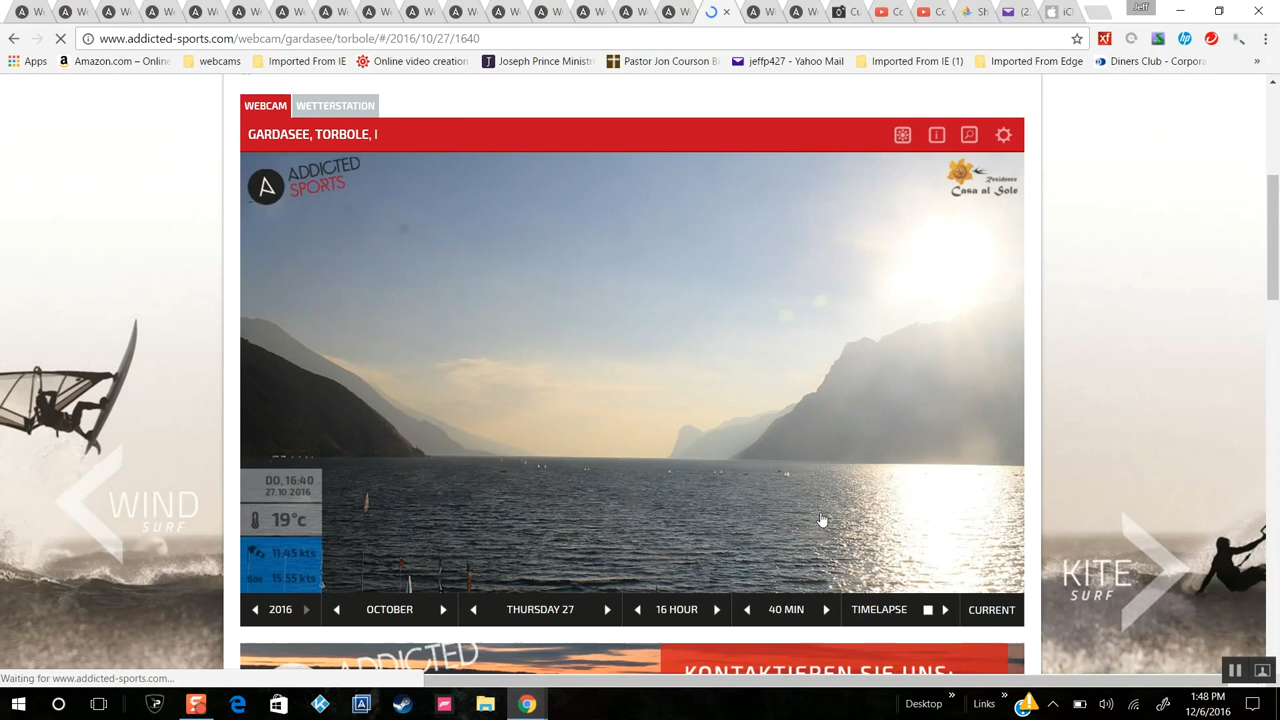 Jeff
www.addicted-sports.com/webcam/gardasee/torbole/#/2016/10/27/1640
Apps
Amazon.com – Online
webcams
Imported From IE
Online video creation
Joseph Prince Ministri
Pastor Jon Courson B
jeffp427 - Yahoo Mail
Imported From IE (1)
Imported From Edge
Diners Club - Corpora
WEBCAM WETTERSTATION
GARDASEE, TORBOLE, I
ADDICTED
SPORTS
Residence
Casa al Sole
DO, 16:40
27.10 2016
19°c
11.45 kts
15.55 kts
WIND
SURF
KITE
SURF
2016 OCTOBER THURSDAY 27 16 HOUR 40 MIN TIMELAPSE CURRENT
ADDICTED
KONTAKTIEREN SIE UNS:
Waiting for www.addicted-sports.com...
Desktop » Links »
1:48 PM
12/6/2016